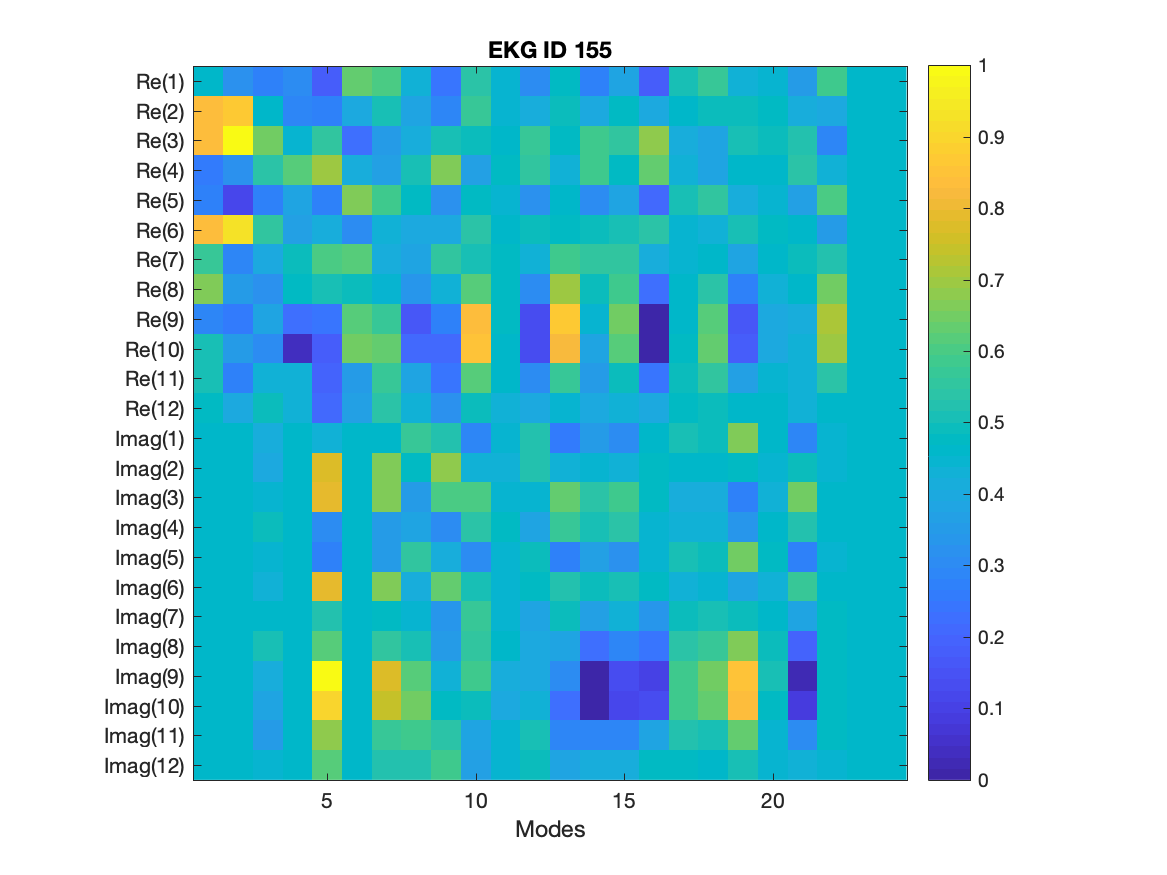 EKG ID 155
Re(1)
Re(2)
Re(3)
Re(4)
Re(5)
Re(6)
Re(7)
Re(8)
Re(9)
Re(10)
Re(11)
Re(12)
Imag(1)
Imag(2)
Imag(3)
Imag(4)
Imag(5)
Imag(6)
Imag(7)
Imag(8)
Imag(9)
Imag(10)
Imag(11)
Imag(12)
5 10 15 20
Modes
1
0.9
0.8
0.7
0.6
0.5
0.4
0.3
0.2
0.1
0